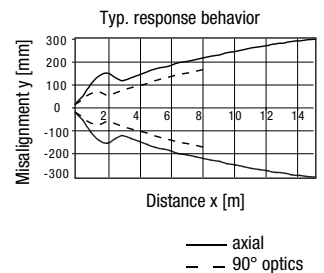 Typ. response behavior
Misalignment y [mm]
300
200
100
0
-100
-200
-300
2 4 6 8 10 12 14
Distance x [m]
axial
90° optics